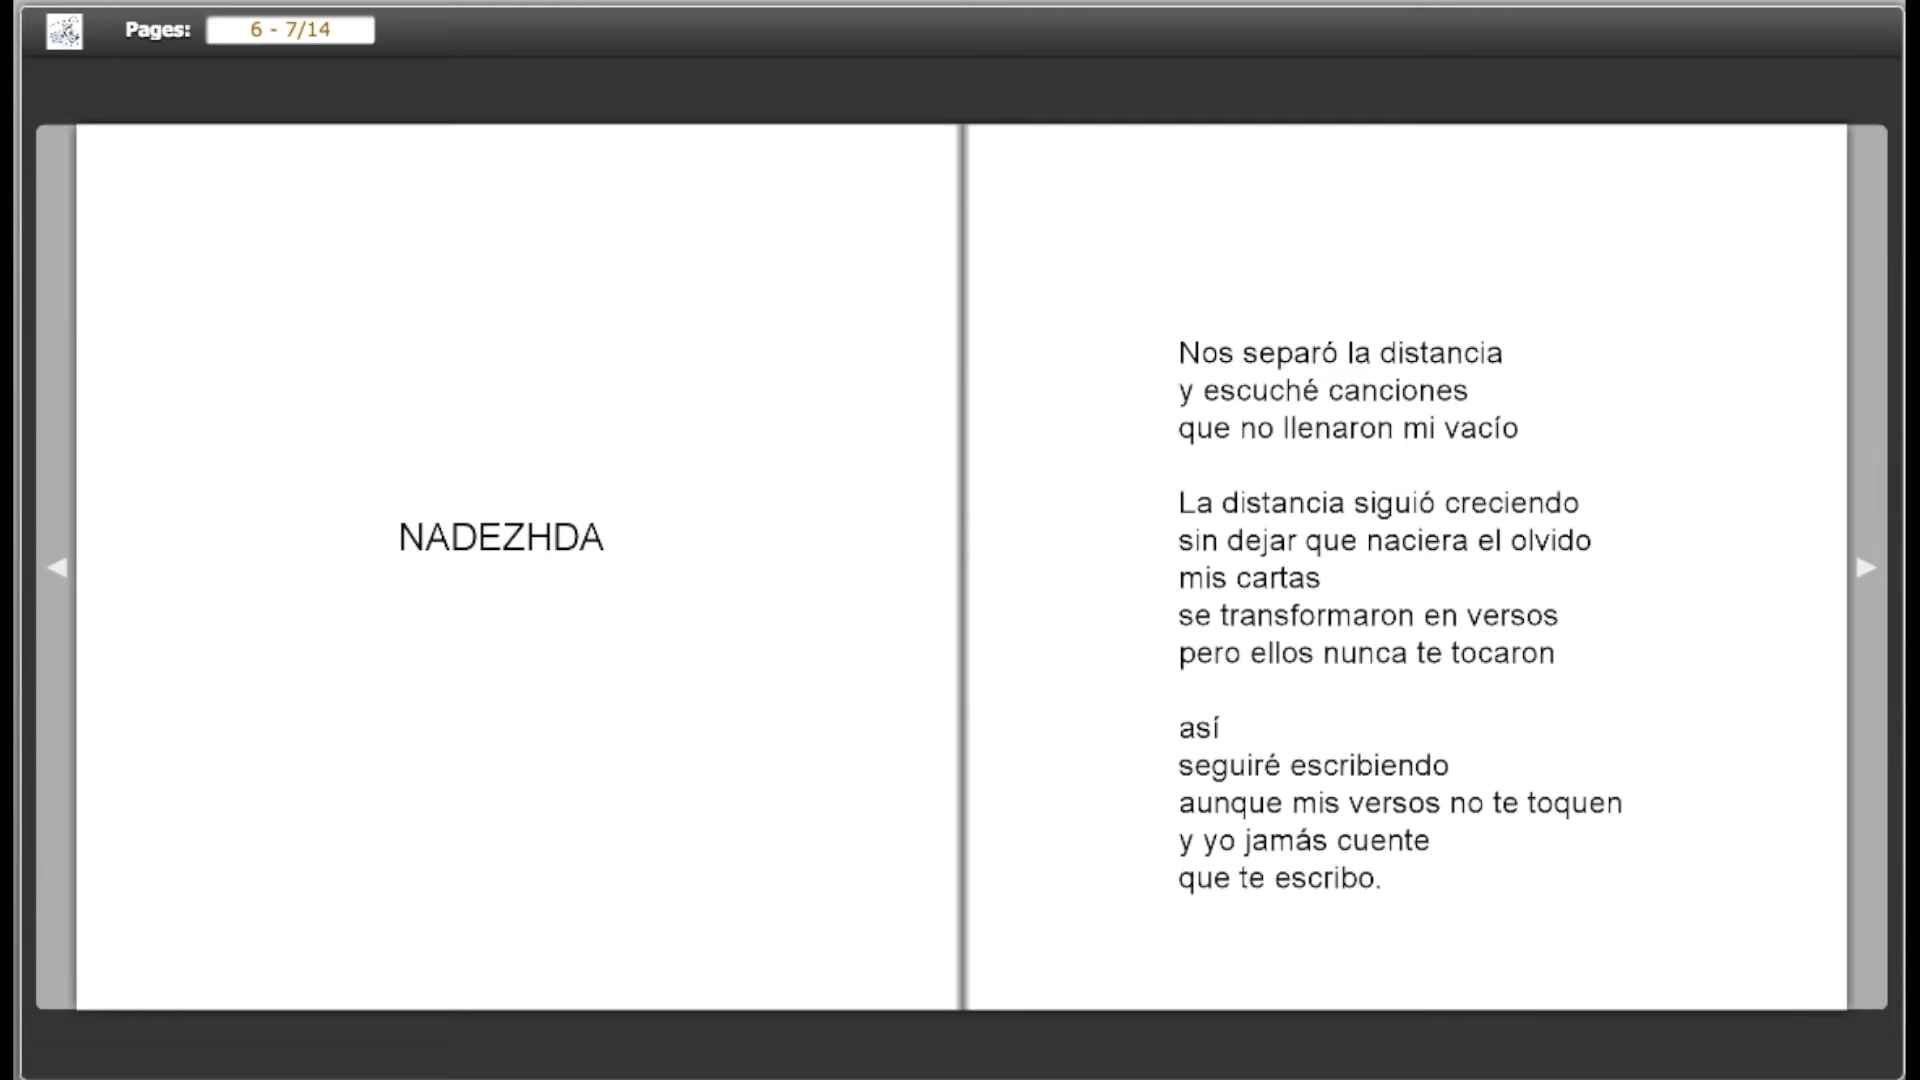 Pages: 6 - 7/14
NADEZHDA
Nos separó la distancia
y escuché canciones
que no llenaron mi vacío
La distancia siguió creciendo
sin dejar que naciera el olvido
mis cartas
se transformaron en versos
pero ellos nunca te tocaron
así
seguiré escribiendo
aunque mis versos no te toquen
y yo jamás cuente
que te escribo.